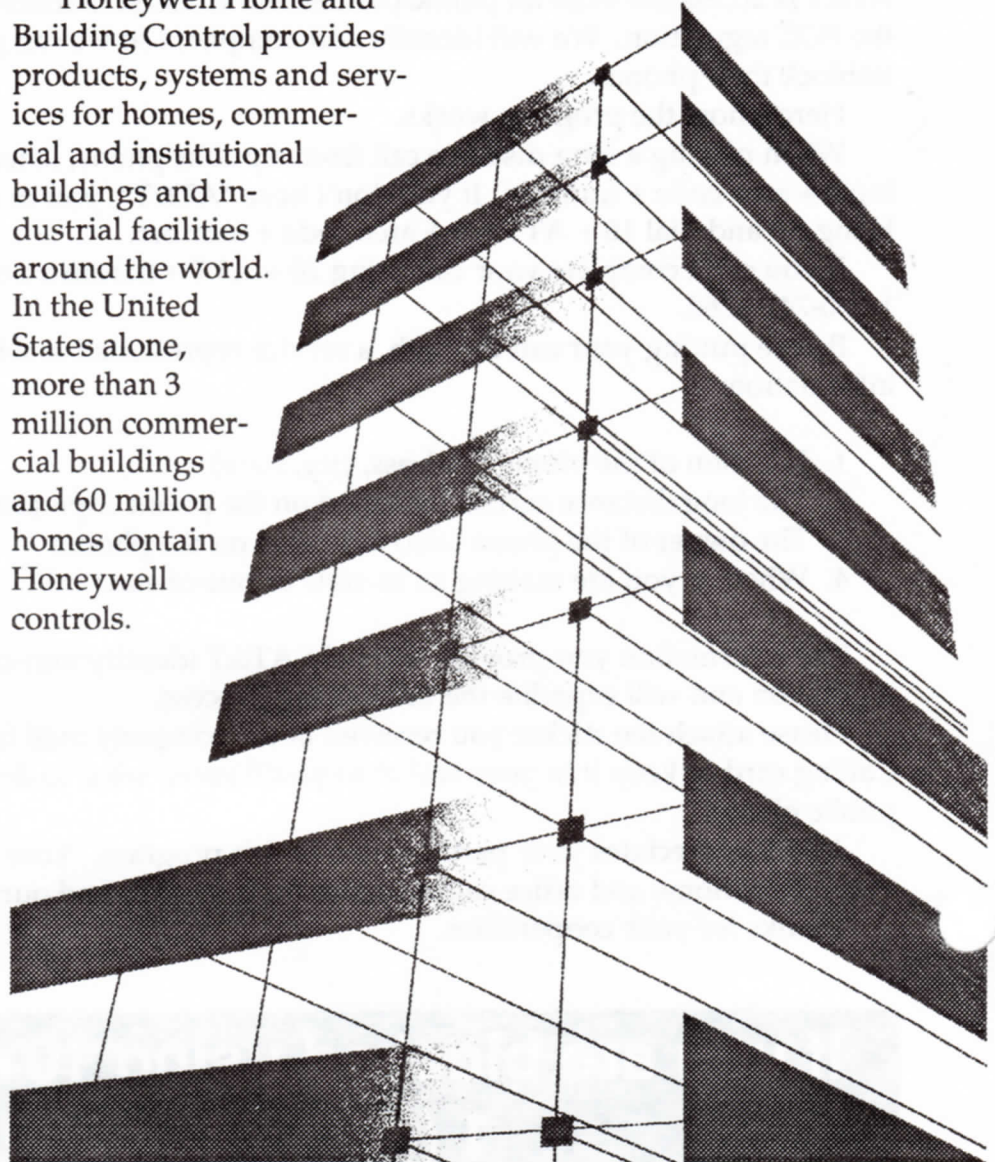 Honeywell Home and
Building Control provides
products, systems and serv-
ices for homes, commer-
cial and institutional
buildings and in-
dustrial facilities
around the world.
In the United
States alone,
more than 3
million commer-
cial buildings
and 60 million
homes contain
Honeywell
controls.